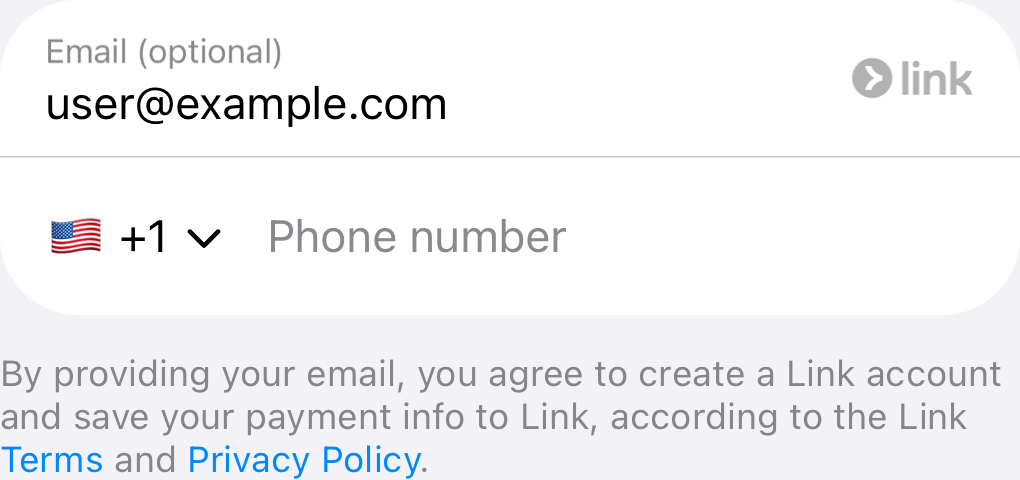 Email (optional)
user@example.com
link
+1
Phone number
By providing your email, you agree to create a Link account
and save your payment info to Link, according to the Link
Terms and Privacy Policy.